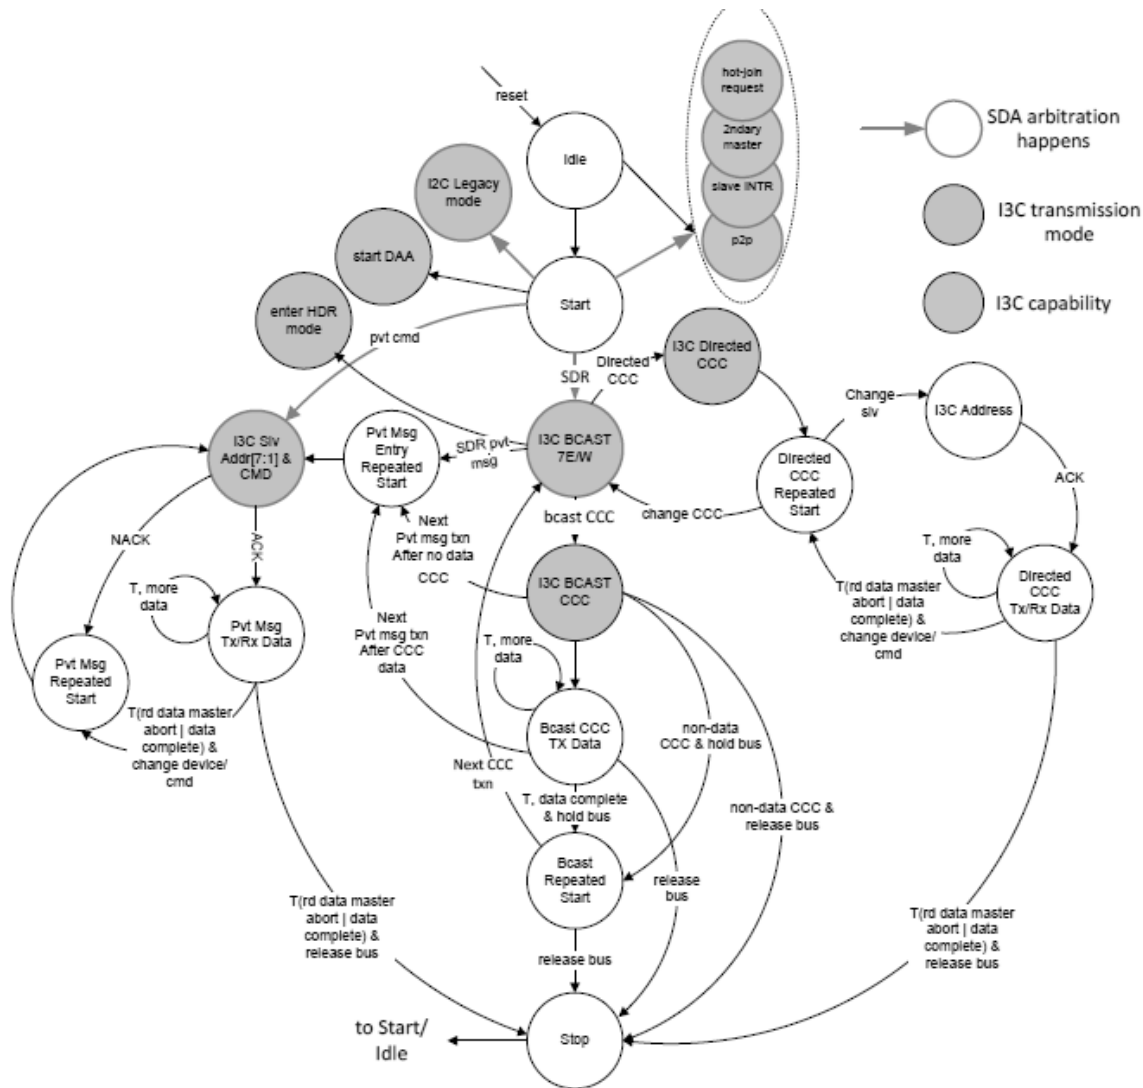 reset
Idle
hot-join
request
2ndary
master
slave INTR
p2p
SDA arbitration
happens
I3C transmission
mode
I3C capability
I2C Legacy
mode
start DAA
enter HDR
mode
Start
pvt cmd
SDR
Directed
CCC
I3C Directed
CCC
Change
slv
I3C Address
I3C Slv
Addr[7:1] &
CMD
Pvt Msg
Entry
Repeated
Start
SDR pvt
msg
I3C BCAST
7E/W
Directed
CCC
Repeated
Start
change CCC
ACK
bcast CCC
NACK
ACK
Next
Pvt msg txn
After no data
CCC
I3C BCAST
CCC
T, more
data
Directed
CCC
Tx/Rx Data
T(rd data master
abort | data
complete) &
change device/
cmd
T, more
data
Pvt Msg
Tx/Rx Data
Next
Pvt msg txn
After CCC
data
T, more
data
Pvt Msg
Repeated
Start
T(rd data master
abort | data
complete) &
change device/
cmd
Bcast CCC
TX Data
non-data
CCC & hold bus
Next CCC
txn
T, data complete
& hold bus
non-data CCC &
release bus
Bcast
Repeated
Start
release
bus
T(rd data master
abort | data
complete) &
release bus
T(rd data master
abort | data
complete) &
release bus
release bus
to Start/
Idle
Stop